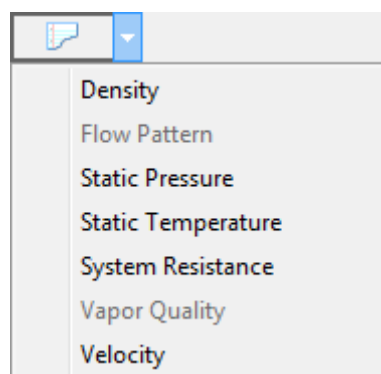 Density
Flow Pattern
Static Pressure
Static Temperature
System Resistance
Vapor Quality
Velocity